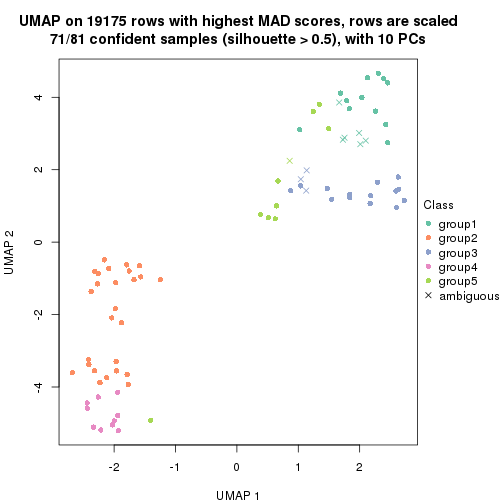 UMAP on 19175 rows with highest MAD scores, rows are scaled
71/81 confident samples (silhouette > 0.5), with 10 PCs
4
2
0
-2
-4
UMAP 2
-2
-1
0
1
2
UMAP 1
Class
group1
group2
group3
group4
group5
ambiguous